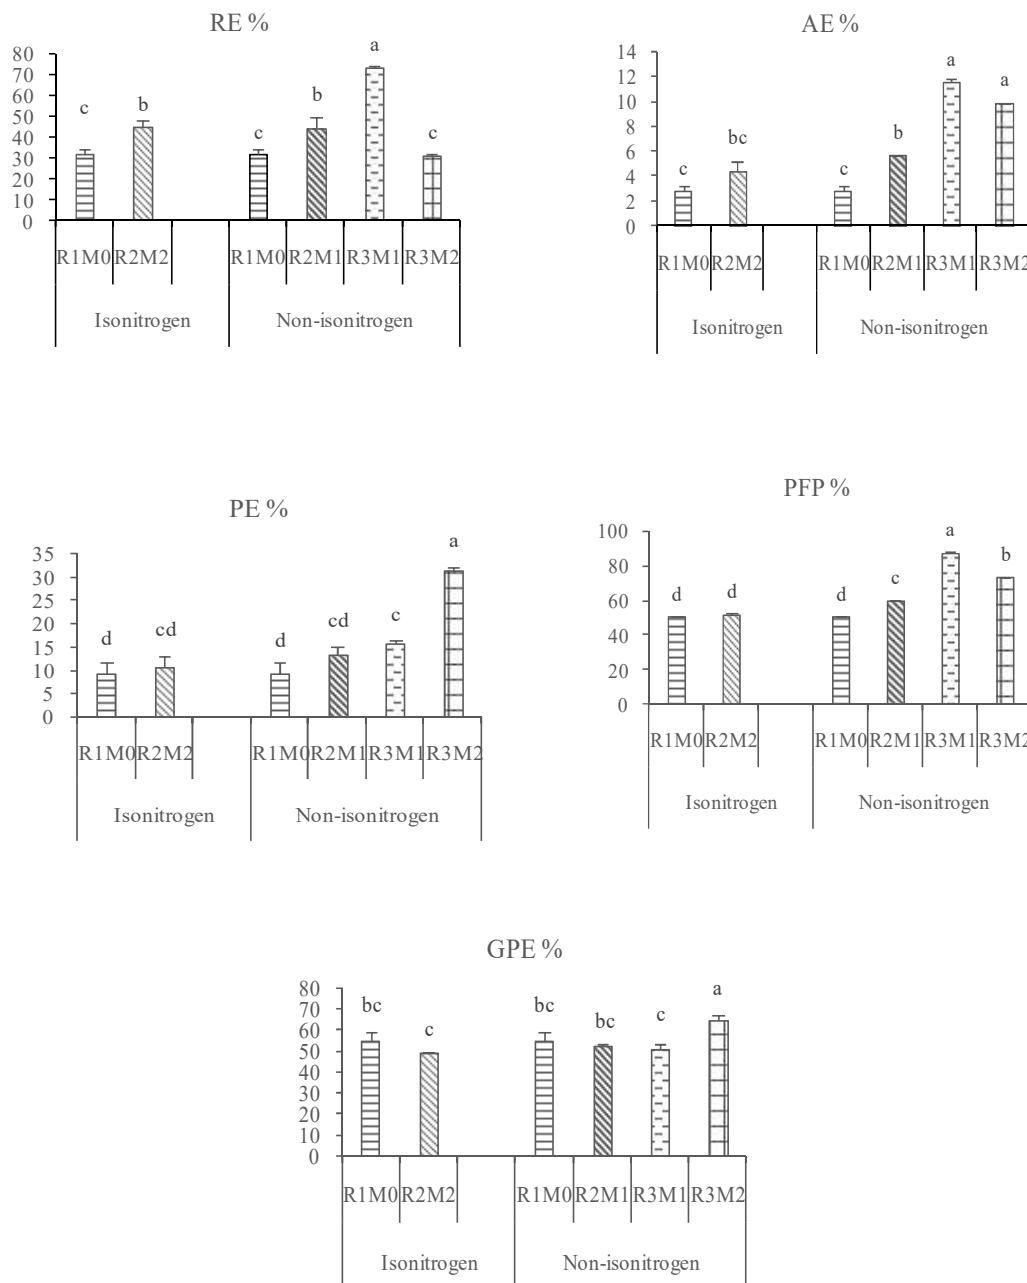 RE %
80
70
60
50
40
30
20
10
0
c
b
c
b
a
c
R1M0 R2M2 R1M0 R2M1 R3M1 R3M2
Isonitrogen Non-isonitrogen
AE %
14
12
10
8
6
4
2
0
c
bc
c
b
a
a
R1M0 R2M2 R1M0 R2M1 R3M1 R3M2
Isonitrogen Non-isonitrogen
PE %
35
30
25
20
15
10
5
0
d
cd
d
cd
c
a
R1M0 R2M2 R1M0 R2M1 R3M1 R3M2
Isonitrogen Non-isonitrogen
PFP %
100
80
60
40
20
0
d
d
d
c
a
b
R1M0 R2M2 R1M0 R2M1 R3M1 R3M2
Isonitrogen Non-isonitrogen
GPE %
80
70
60
50
40
30
20
10
0
bc
c
bc
bc
c
a
R1M0 R2M2 R1M0 R2M1 R3M1 R3M2
Isonitrogen Non-isonitrogen